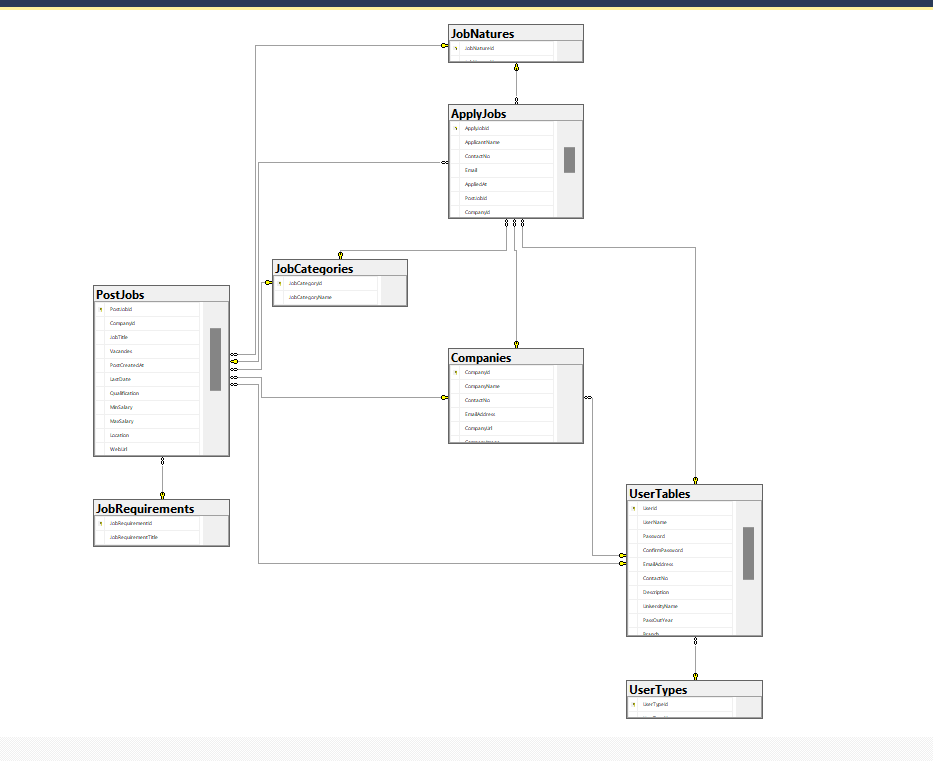 JobNatures
JobNatureId
ApplyJobs
ApplyJobId
ApplicantName
ContactNo
Email
AppliedAt
PostJobId
CompanyId
JobCategories
JobCategoryId
JobCategoryName
PostJobs
PostJobId
CompanyId
JobTitle
Vacancies
PostCreatedAt
LastDate
Qualification
MinSalary
MaxSalary
Location
WebUrl
Companies
CompanyId
CompanyName
ContactNo
EmailAddress
CompanyUrl
JobRequirements
JobRequirementId
JobRequirementTitle
UserTables
UserId
UserName
Password
ConfirmPassword
EmailAddress
ContactNo
Description
UniversityName
PassOutYear
Branch
UserTypes
UserTypeId